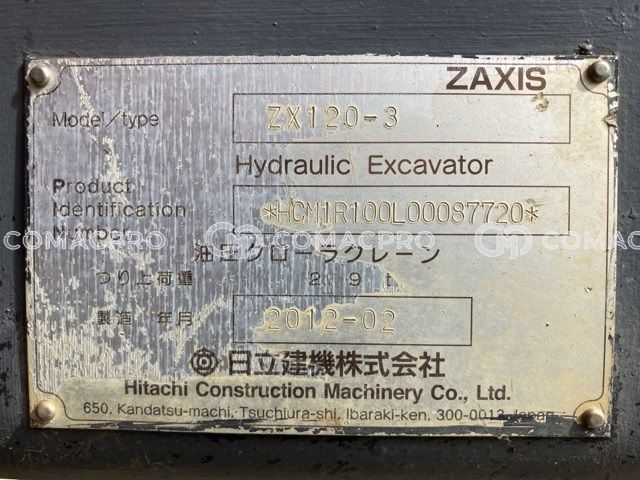 ZAXIS
Model/type ZX120-3
Hydraulic Excavator
Product
Identification *HCM1R100L00087720*
Number
COMACPRO COMACPRO COMACPRO
油圧クローラクレーン
つり上荷重 2.9 t
製造 年月 2012-02
日立建機株式会社
Hitachi Construction Machinery Co., Ltd.
650, Kandatsu-machi, Tsuchiura-shi, Ibaraki-ken, 300-0013 Japan